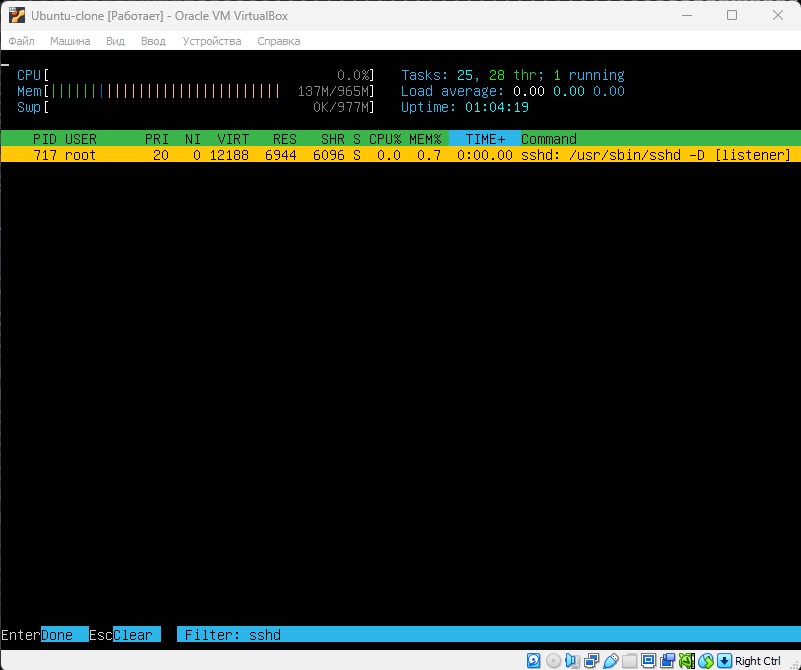 Ubuntu-clone [Работает] - Oracle VM VirtualBox
Файл Машина Вид Ввод Устройства Справка
CPU[ 0.0%] Tasks: 25, 28 thr; 1 running
Mem[|||||||||||||||||||||||||||||| 137M/965M] Load average: 0.00 0.00 0.00
Swp[ 0K/977M] Uptime: 01:04:19
PID USER PRI NI VIRT RES SHR S CPU% MEM% TIME+ Command
717 root 20 0 12188 6944 6096 S 0.0 0.7 0:00.00 sshd: /usr/sbin/sshd -D [listener]
EnterDone EscClear Filter: sshd
Right Ctrl